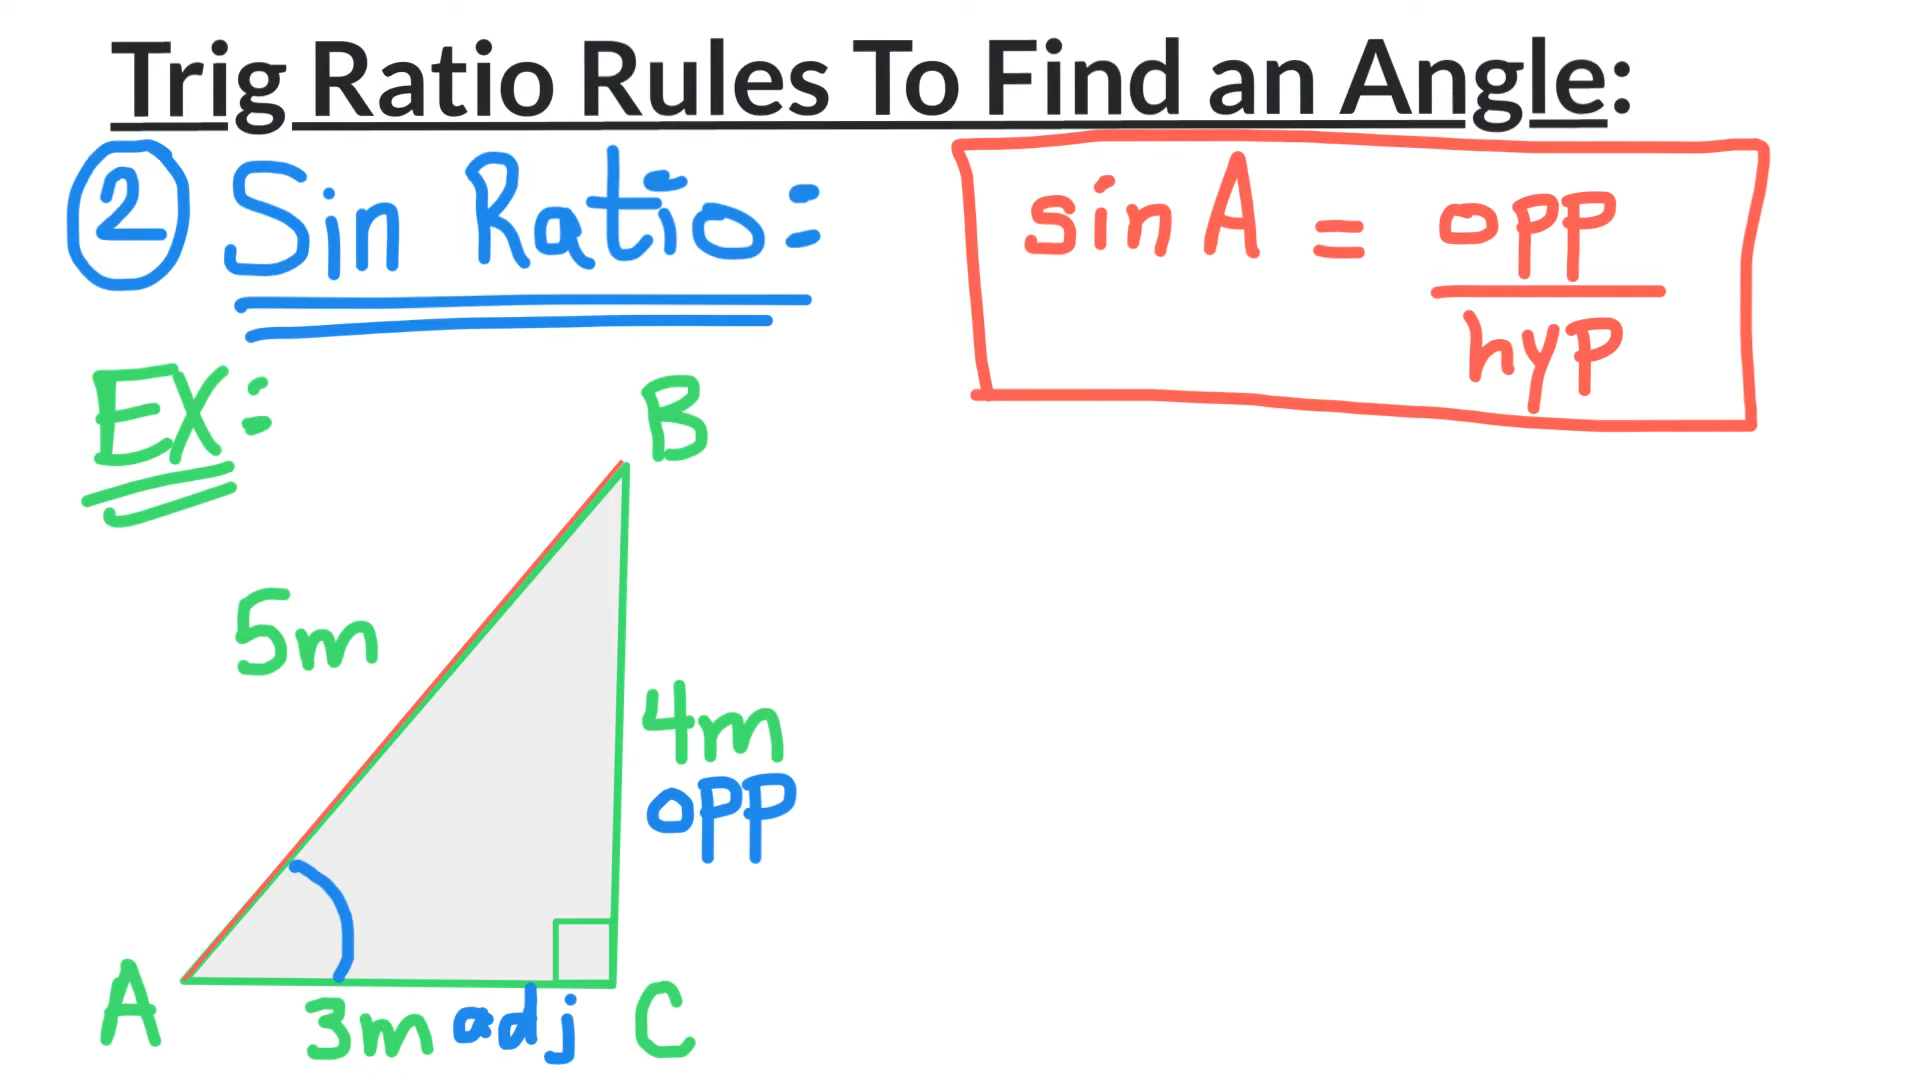 Trig Ratio Rules To Find an Angle:
2 Sin Ratio:
sin A = opp
hyp
EX:
B
5m
4m
opp
A
3m adj
C